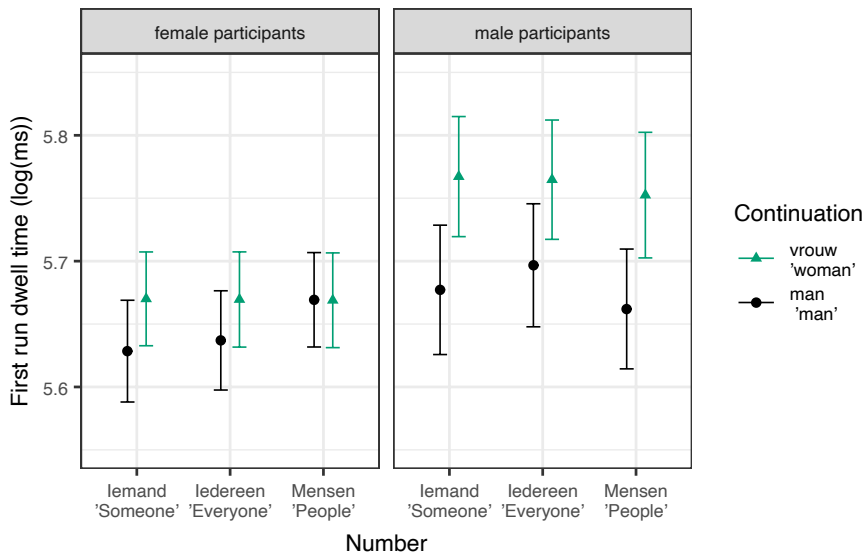 female participants
male participants
First run dwell time (log(ms))
5.8
5.7
5.6
Iemand
'Someone'
Iedereen
'Everyone'
Mensen
'People'
Iemand
'Someone'
Iedereen
'Everyone'
Mensen
'People'
Number
Continuation
vrouw
'woman'
man
'man'